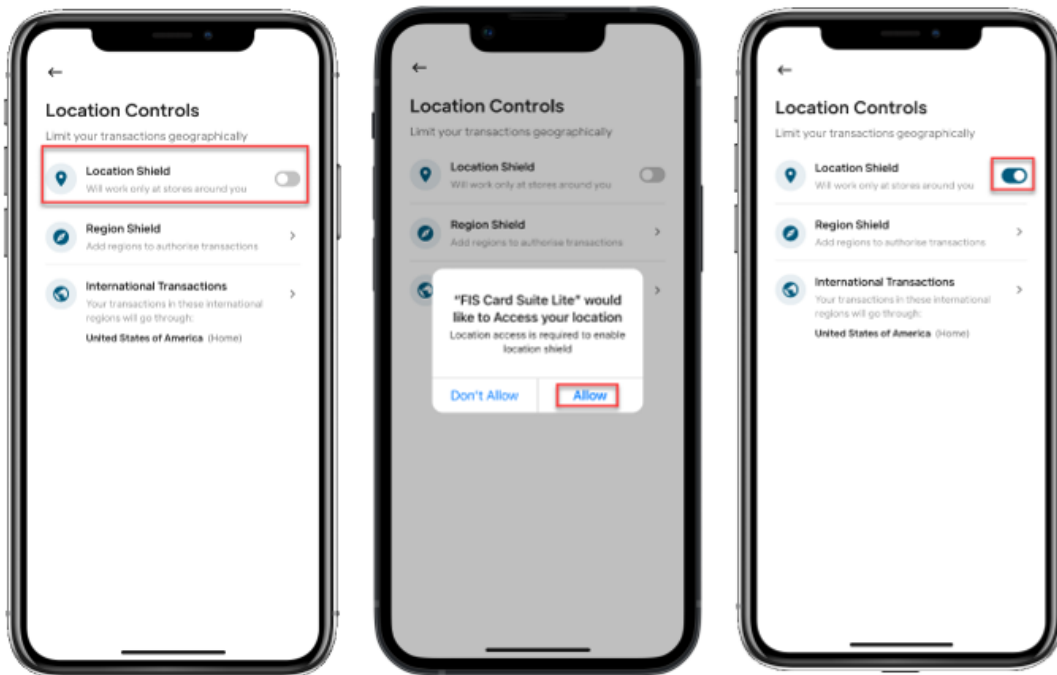 Location Controls
Limit your transactions geographically
Location Shield
Will work only at stores around you
Region Shield
Add regions to authorise transactions
International Transactions
Your transactions in these international
regions will go through:
United States of America (Home)
Location Controls
Limit your transactions geographically
Location Shield
Will work only at stores around you
Region Shield
Add regions to authorise transactions
"FIS Card Suite Lite" would
like to Access your location
Location access is required to enable
location shield
Don't Allow
Allow
Location Controls
Limit your transactions geographically
Location Shield
Will work only at stores around you
Region Shield
Add regions to authorise transactions
International Transactions
Your transactions in these international
regions will go through:
United States of America (Home)